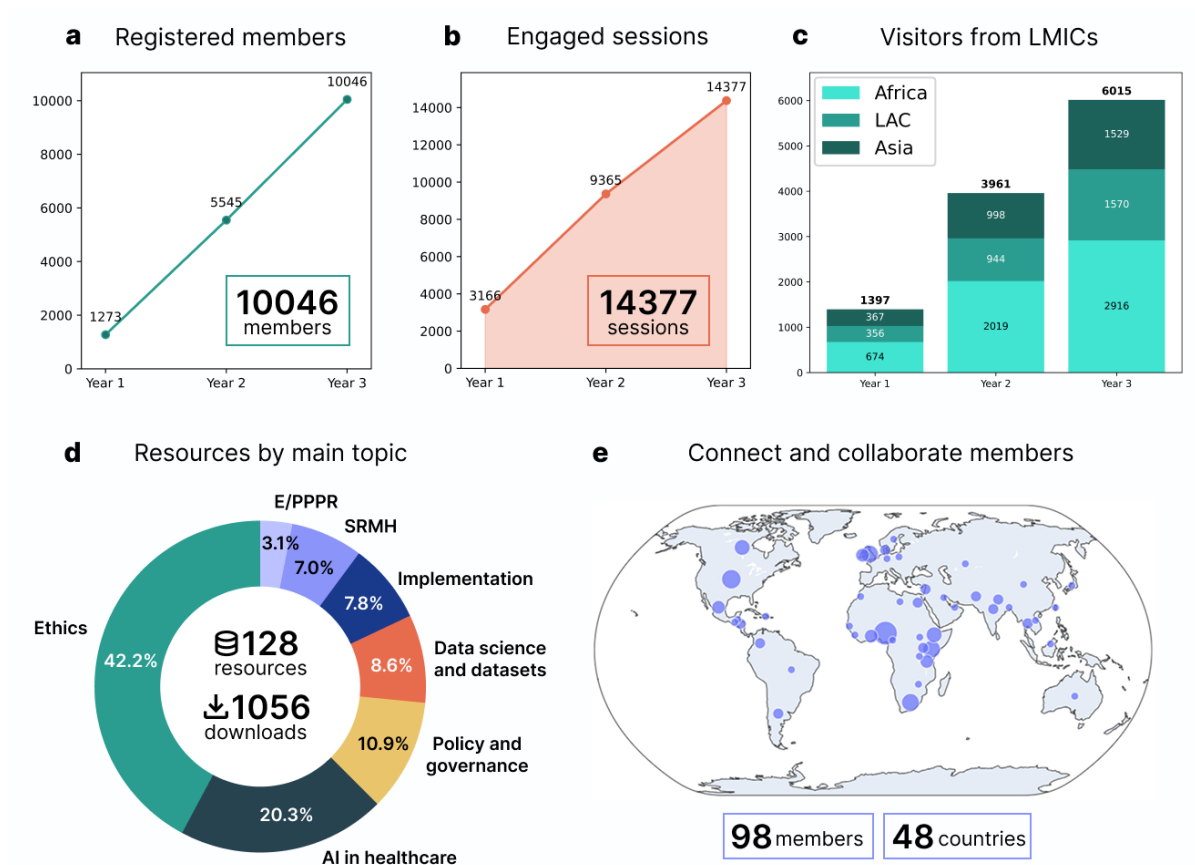 a Registered members
10000
8000
6000
4000
2000
0
1273
5545
10046
10046
members
Year 1 Year 2 Year 3
b Engaged sessions
14000
12000
10000
8000
6000
4000
2000
0
3166
9365
14377
14377
sessions
Year 1 Year 2 Year 3
c Visitors from LMICs
Africa
LAC
Asia
6000
5000
4000
3000
2000
1000
0
1397
367
356
674
3961
998
944
2019
6015
1529
1570
2916
Year 1 Year 2 Year 3
d Resources by main topic
E/PPPR
3.1%
SRMH
7.0%
Implementation
7.8%
Data science
and datasets
8.6%
Policy and
governance
10.9%
AI in healthcare
20.3%
Ethics
42.2%
128
resources
1056
downloads
e Connect and collaborate members
98 members
48 countries